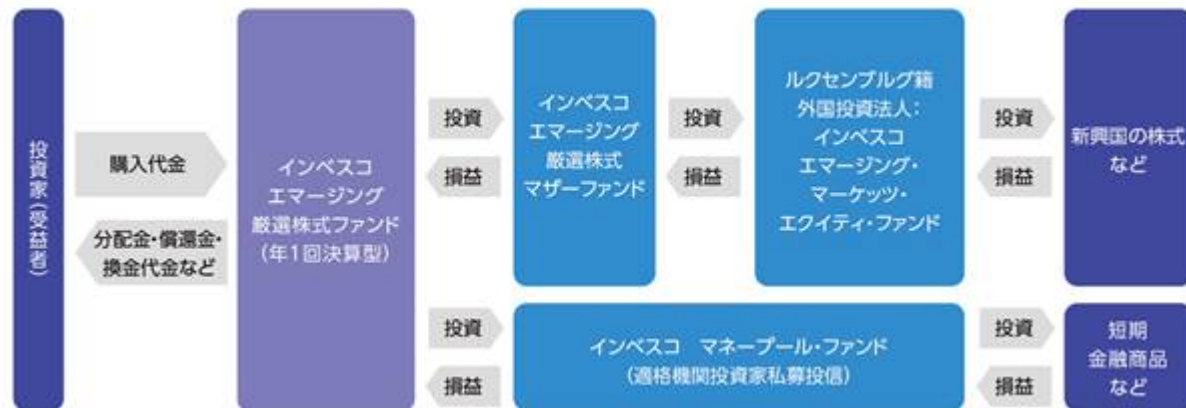 投資家（受益者）
購入代金
分配金・償還金・
換金代金など
インベスコ
エマージング
厳選株式ファンド
（年1回決算型）
投資
損益
インベスコ
エマージング
厳選株式
マザーファンド
投資
損益
ルクセンブルグ籍
外国投資法人：
インベスコ
エマージング・
マーケッツ・
エクイティ・ファンド
投資
損益
新興国の株式
など
投資
損益
インベスコ　マネープール・ファンド
（適格機関投資家私募投信）
投資
損益
短期
金融商品
など